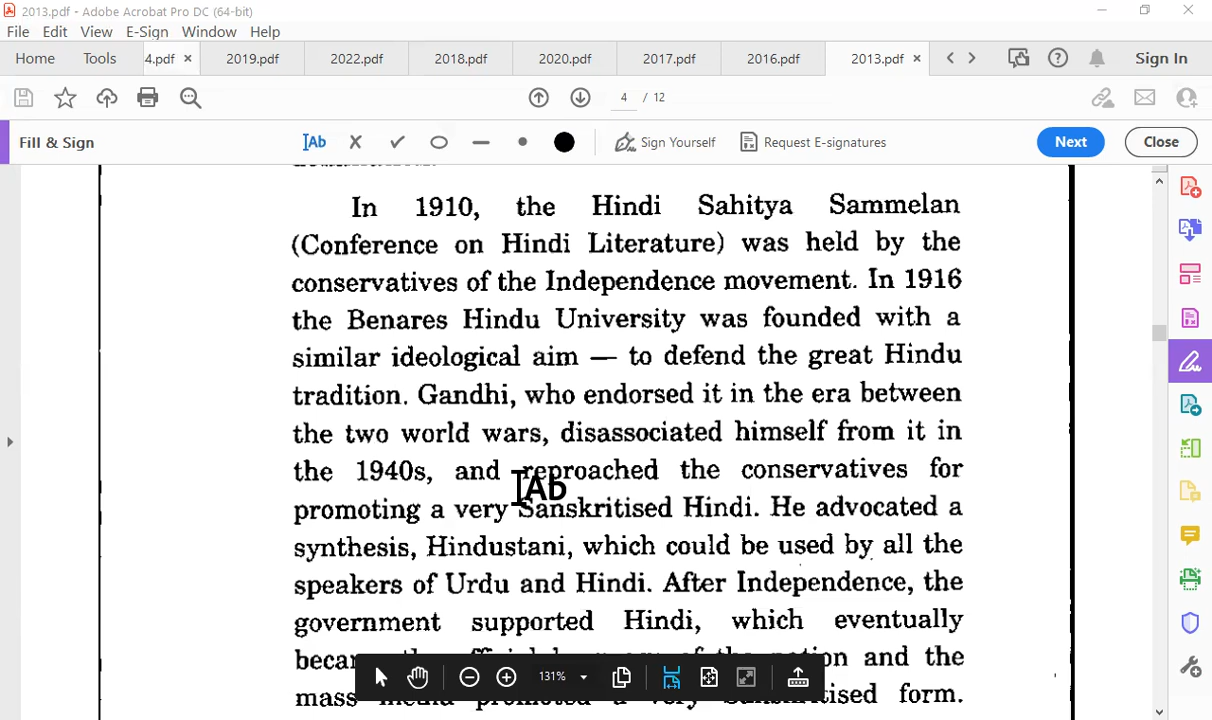 2013.pdf - Adobe Acrobat Pro DC (64-bit)
File Edit View E-Sign Window Help
Home Tools 4.pdf 2019.pdf 2022.pdf 2018.pdf 2020.pdf 2017.pdf 2016.pdf 2013.pdf Sign In
4 / 12
Fill & Sign Ab Sign Yourself Request E-signatures Next Close
In 1910, the Hindi Sahitya Sammelan
(Conference on Hindi Literature) was held by the
conservatives of the Independence movement. In 1916
the Benares Hindu University was founded with a
similar ideological aim — to defend the great Hindu
tradition. Gandhi, who endorsed it in the era between
the two world wars, disassociated himself from it in
the 1940s, and reproached the conservatives for
Ab
promoting a very Sanskritised Hindi. He advocated a
synthesis, Hindustani, which could be used by all the
speakers of Urdu and Hindi. After Independence, the
government supported Hindi, which eventually
the nation and the
131%
mass media promoted a very Sanskritised form.